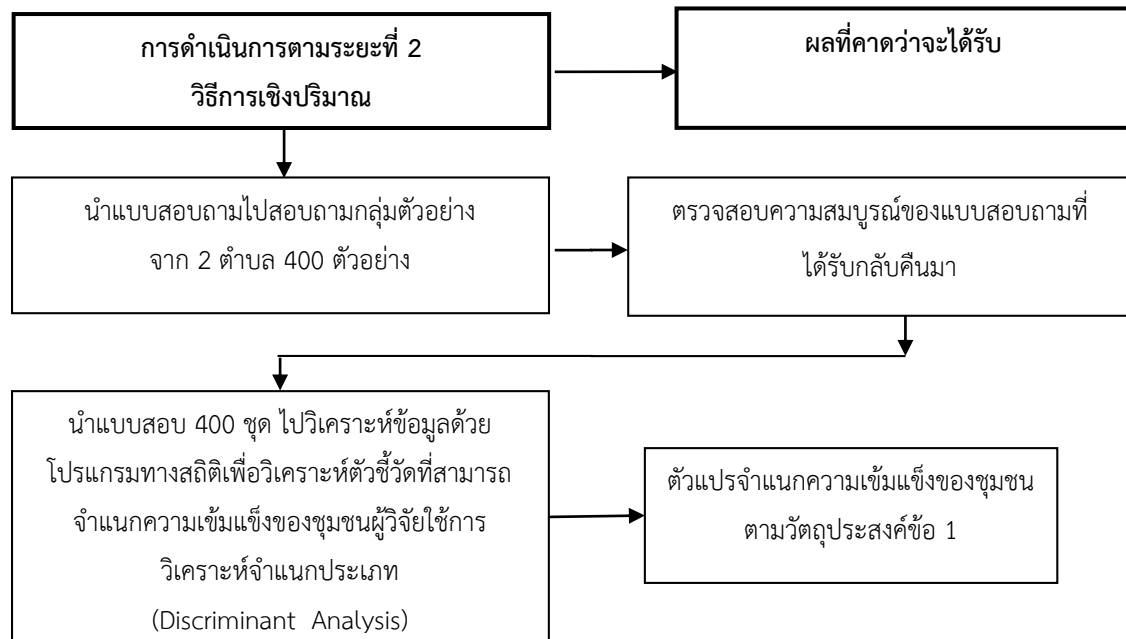 การดำเนินการตามระยะที่ 2
วิธีการเชิงปริมาณ
ผลที่คาดว่าจะได้รับ
นำแบบสอบถามไปสอบถามกลุ่มตัวอย่าง
จาก 2 ตำบล 400 ตัวอย่าง
ตรวจสอบความสมบูรณ์ของแบบสอบถามที่
ได้รับกลับคืนมา
นำแบบสอบ 400 ชุด ไปวิเคราะห์ข้อมูลด้วย
โปรแกรมทางสถิติเพื่อวิเคราะห์ตัวชี้วัดที่สามารถ
จำแนกความเข้มแข็งของชุมชนผู้วิจัยใช้การ
วิเคราะห์จำแนกประเภท
(Discriminant Analysis)
ตัวแปรจำแนกความเข้มแข็งของชุมชน
ตามวัตถุประสงค์ข้อ 1